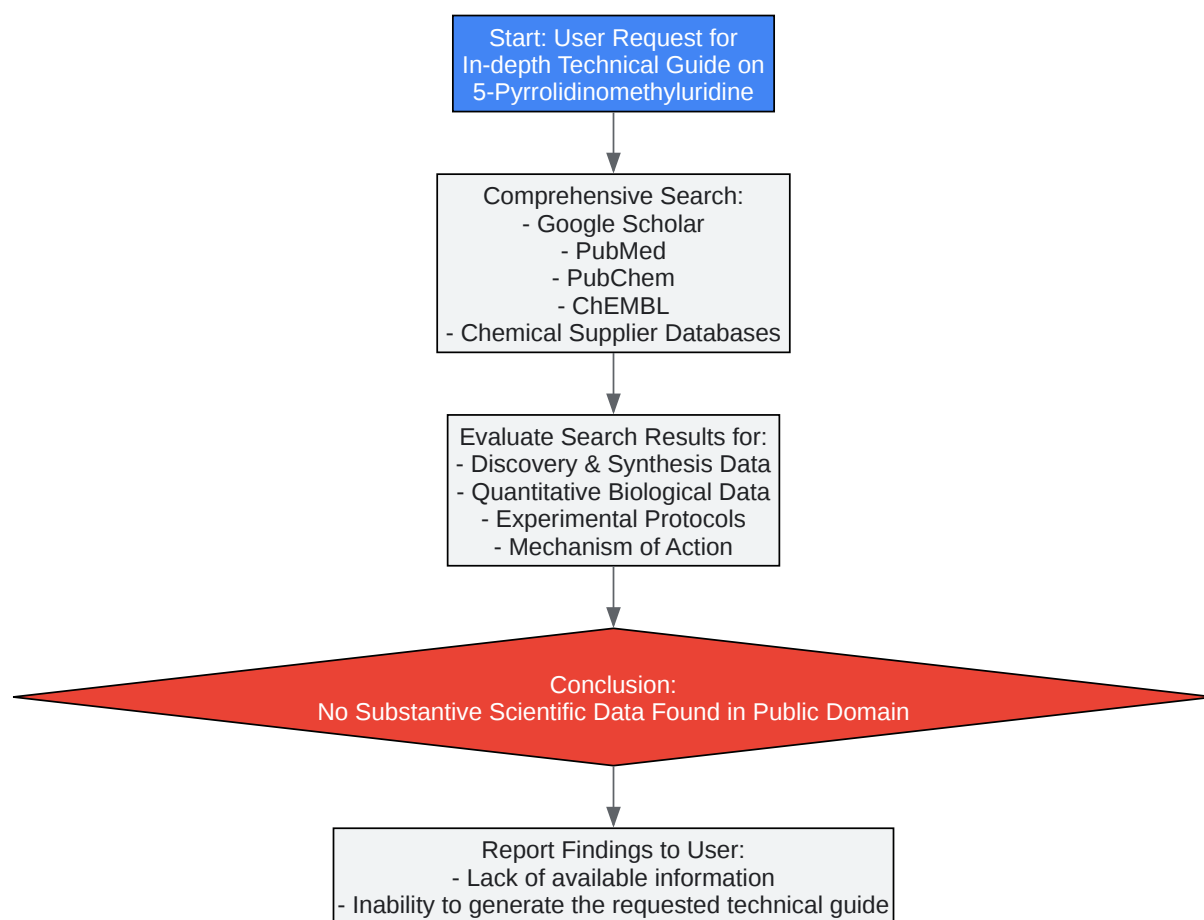 Start: User Request for
In-depth Technical Guide on
5-Pyrrolidinomethyluridine
Comprehensive Search:
- Google Scholar
- PubMed
- PubChem
- ChEMBL
- Chemical Supplier Databases
Evaluate Search Results for:
- Discovery & Synthesis Data
- Quantitative Biological Data
- Experimental Protocols
- Mechanism of Action
Conclusion:
No Substantive Scientific Data Found in Public Domain
Report Findings to User:
- Lack of available information
- Inability to generate the requested technical guide